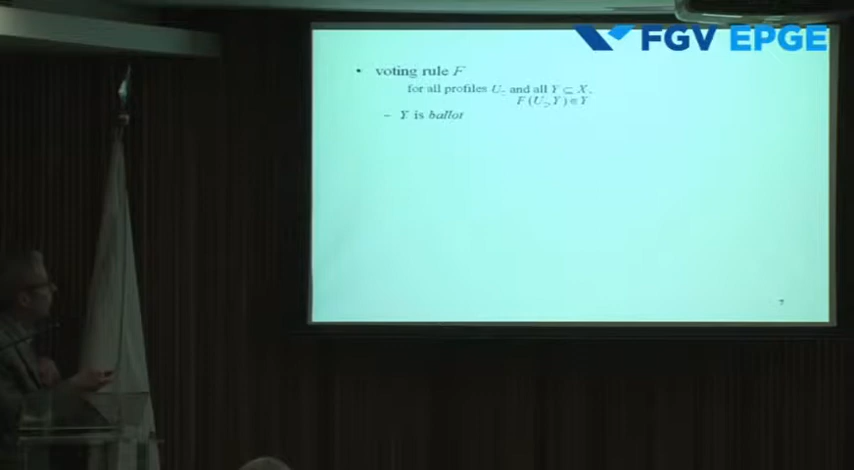 FGV EPGE
• voting rule F
for all profiles U. and all Y ⊆ X,
F (U., Y) ∈ Y
– Y is ballot
7